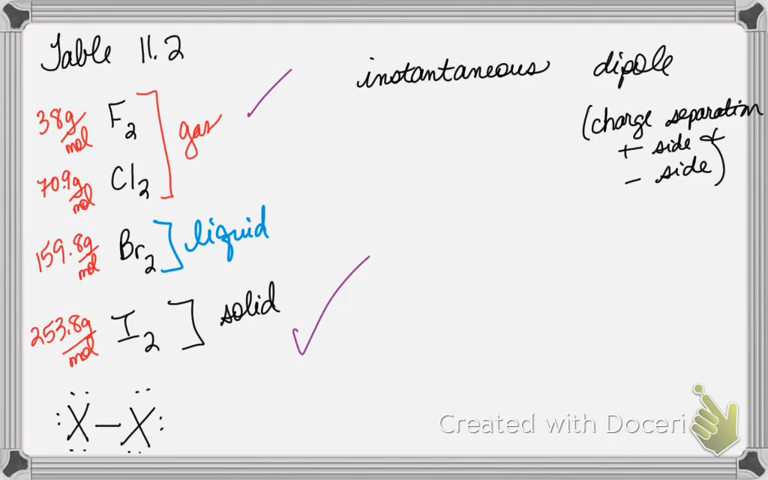 Table 11.2
instantaneous dipole
(charge separation
+ side &
- side)
38g/mol F2
70.9g/mol Cl2
gas
159.8g/mol Br2
liquid
253.8g/mol I2
solid
:X-X:
Created with Doceri